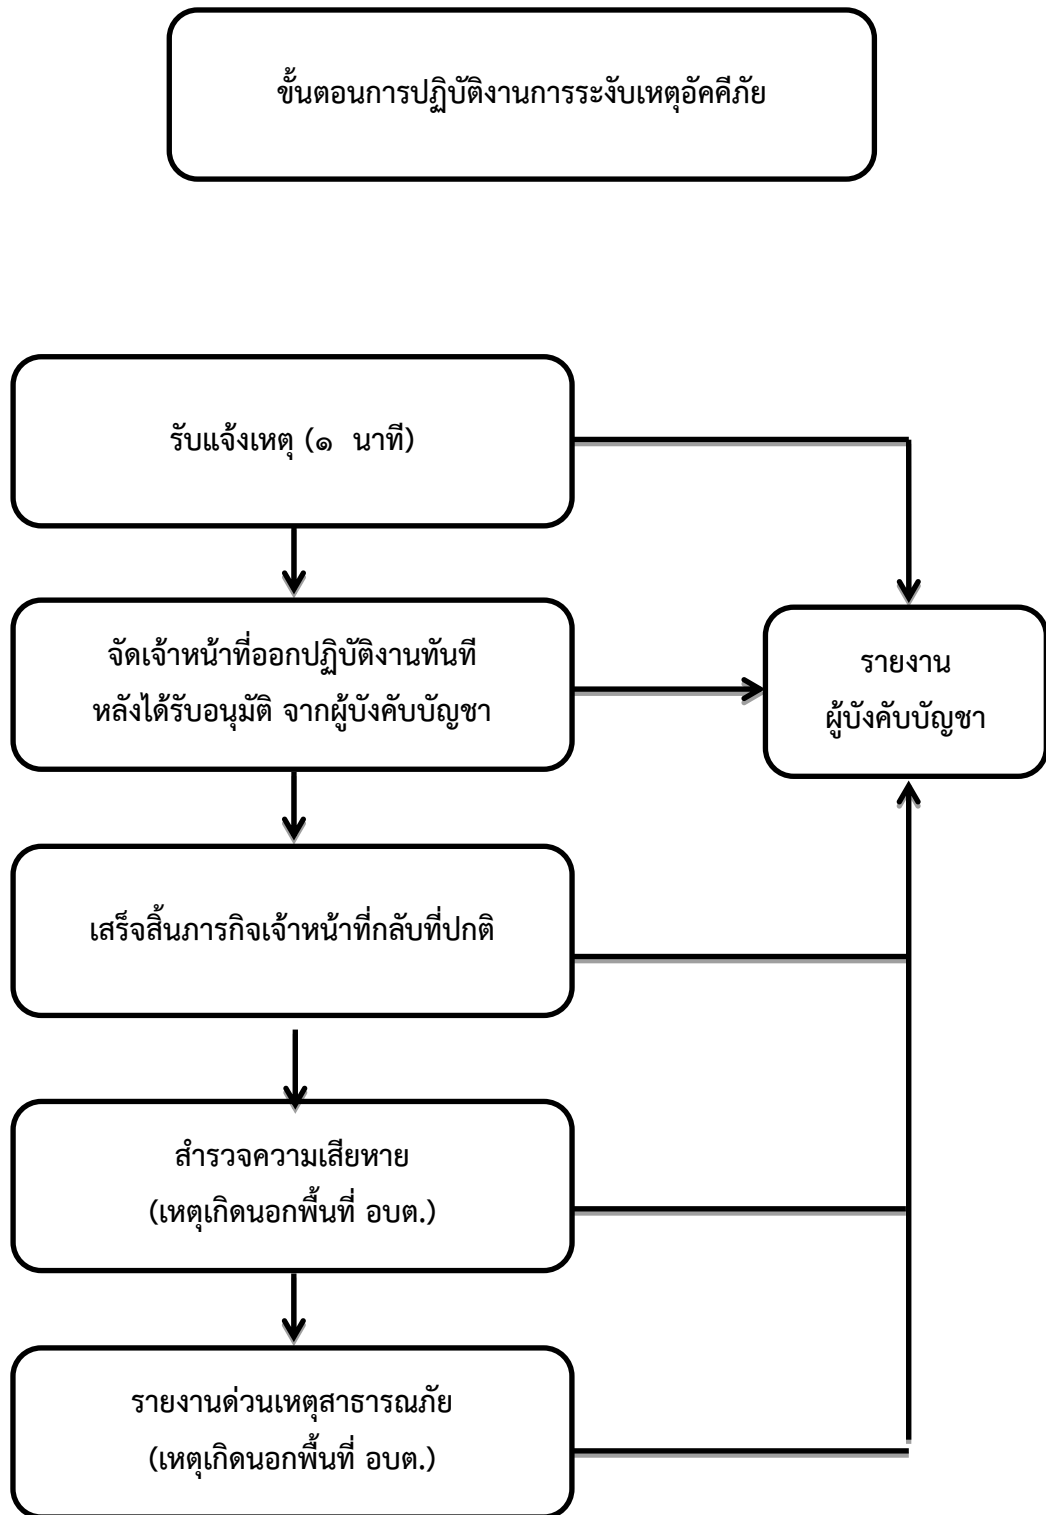 ขั้นตอนการปฏิบัติงานการระงับเหตุอัคคีภัย
รับแจ้งเหตุ (๑ นาที)
จัดเจ้าหน้าที่ออกปฏิบัติงานทันที
หลังได้รับอนุมัติ จากผู้บังคับบัญชา
รายงาน
ผู้บังคับบัญชา
เสร็จสิ้นภารกิจเจ้าหน้าที่กลับที่ปกติ
สำรวจความเสียหาย
(เหตุเกิดนอกพื้นที่ อบต.)
รายงานด่วนเหตุสาธารณภัย
(เหตุเกิดนอกพื้นที่ อบต.)